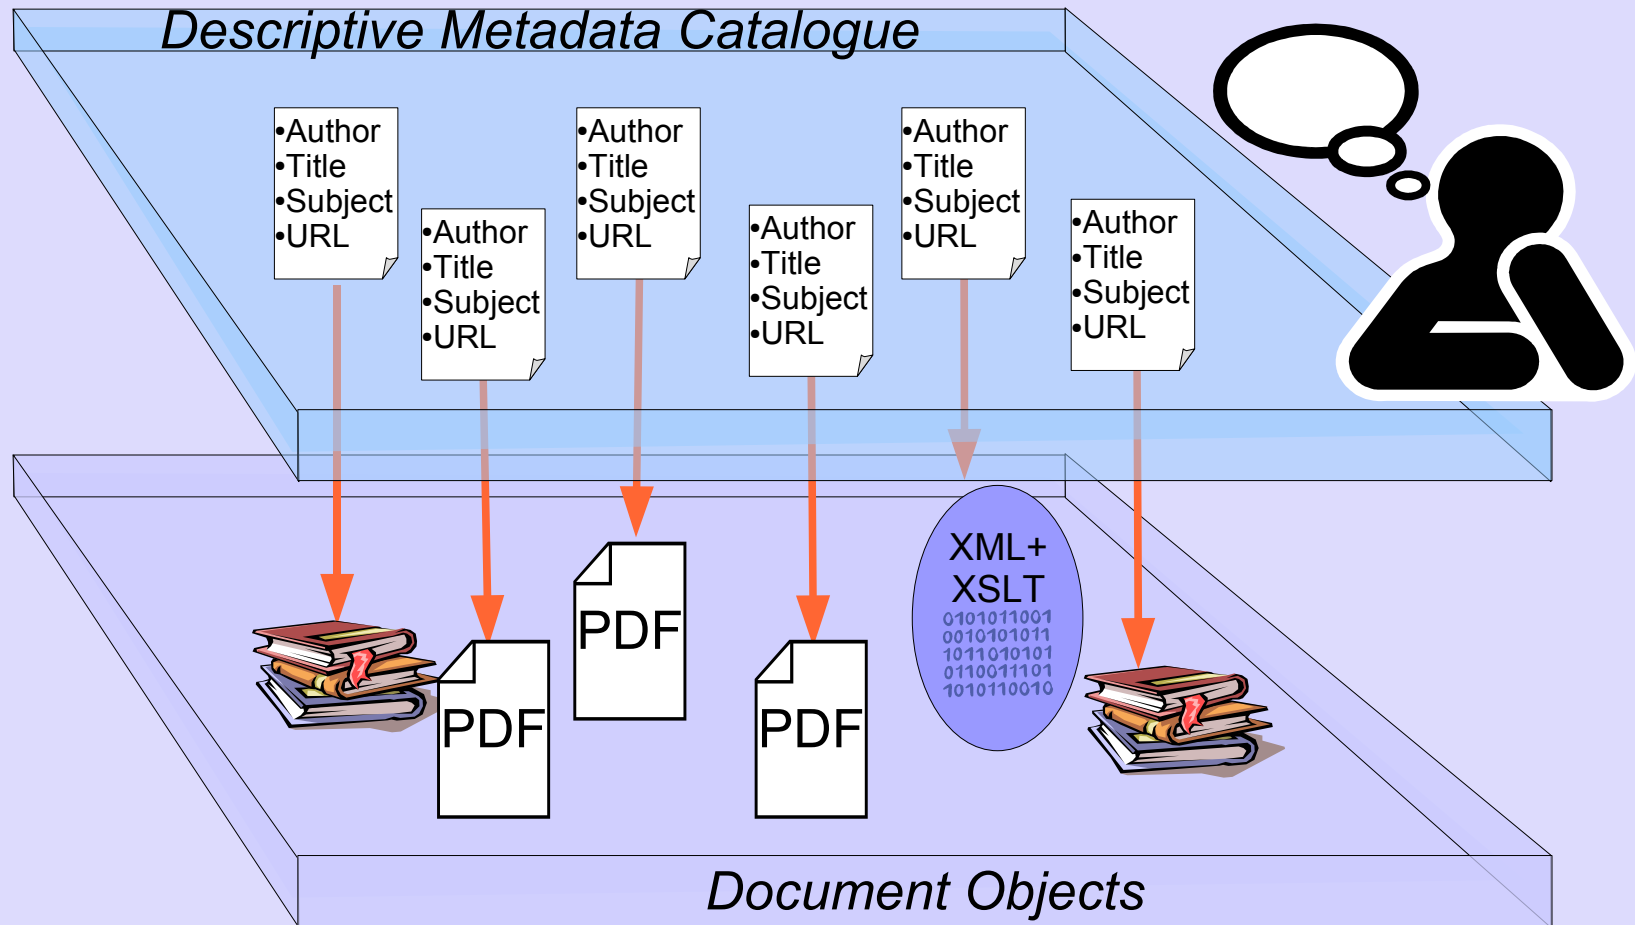 Descriptive Metadata Catalogue
•Author
•Title
•Subject
•URL
•Author
•Title
•Subject
•URL
•Author
•Title
•Subject
•URL
•Author
•Title
•Subject
•URL
•Author
•Title
•Subject
•URL
•Author
•Title
•Subject
•URL
PDF
PDF
PDF
XML+
XSLT
0101011001
0010101011
1011010101
0110011101
1010110010
Document Objects